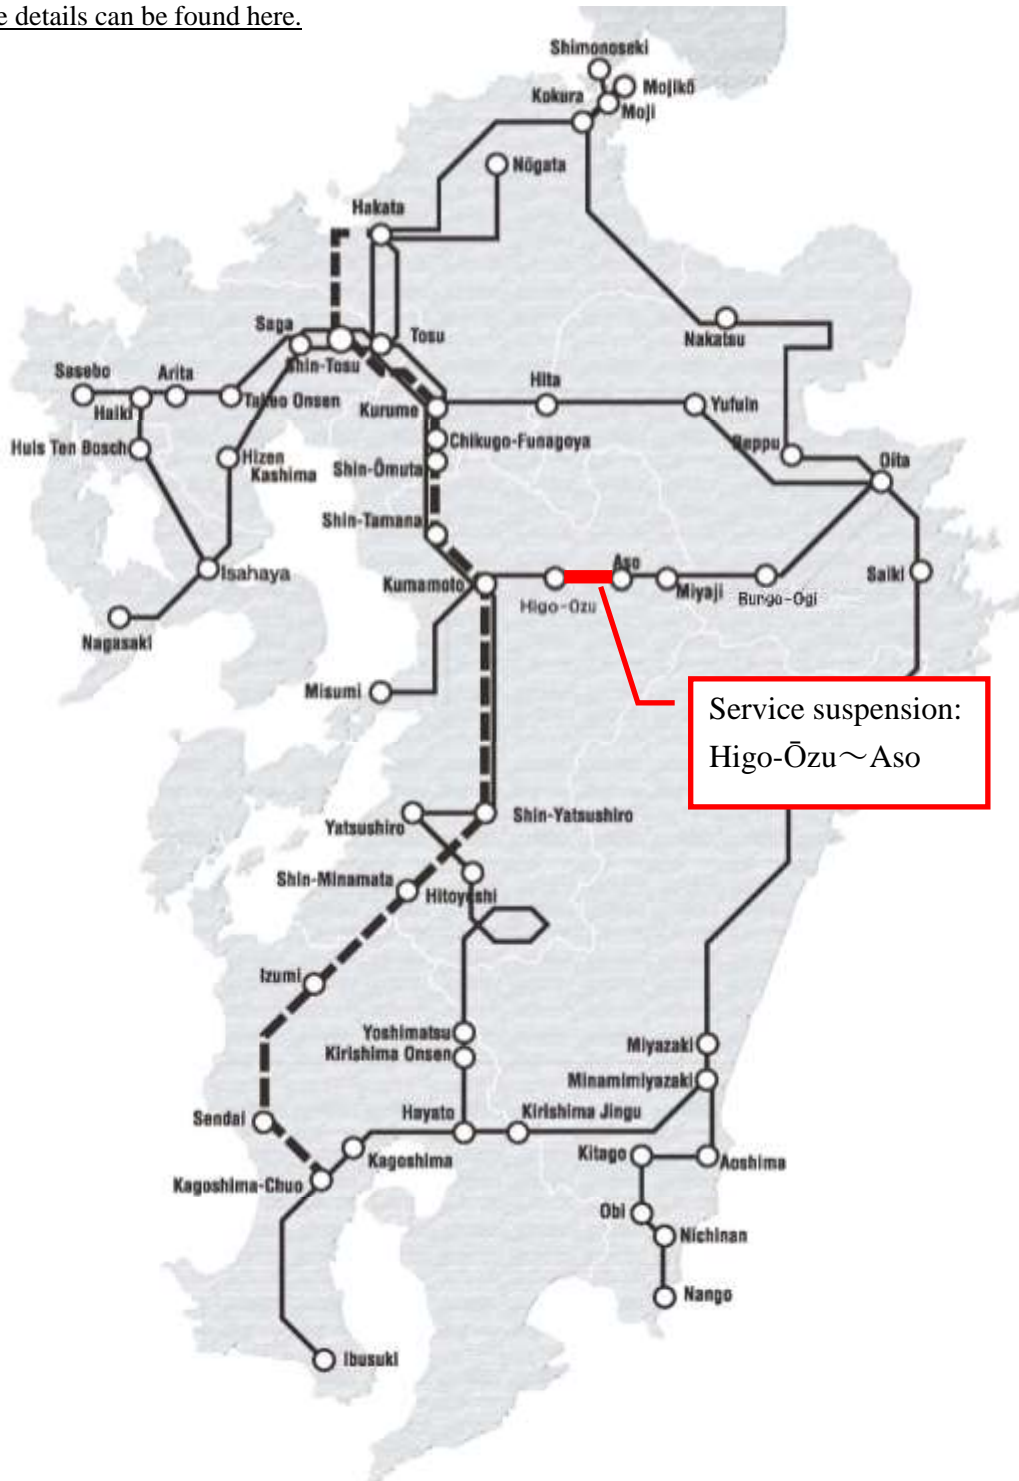 e details can be found here.
Shimonoseki
Mojikō
Kokura
Moji
Nōgata
Hakata
Saga
Tosu
Nakatsu
Shin-Tosu
Sasebo
Arita
Hita
Haiki
Takeo Onsen
Kurume
Yufuin
Huis Ten Bosch
Chikugo-Funagoya
Beppu
Oita
Hizen
Kashima
Shin-Ōmuta
Shin-Tamana
Isahaya
Kumamoto
Aso
Saiki
Higo-Ozu
Miyaji
Bungo-Ogi
Nagasaki
Misumi
Service suspension:
Higo-Ōzu～Aso
Yatsushiro
Shin-Yatsushiro
Shin-Minamata
Hitoyoshi
Izumi
Yoshimatsu
Miyazaki
Kirishima Onsen
Minamimiyazaki
Sendai
Hayato
Kirishima Jingu
Kagoshima
Kitago
Aoshima
Kagoshima-Chuo
Obi
Nichinan
Nango
Ibusuki